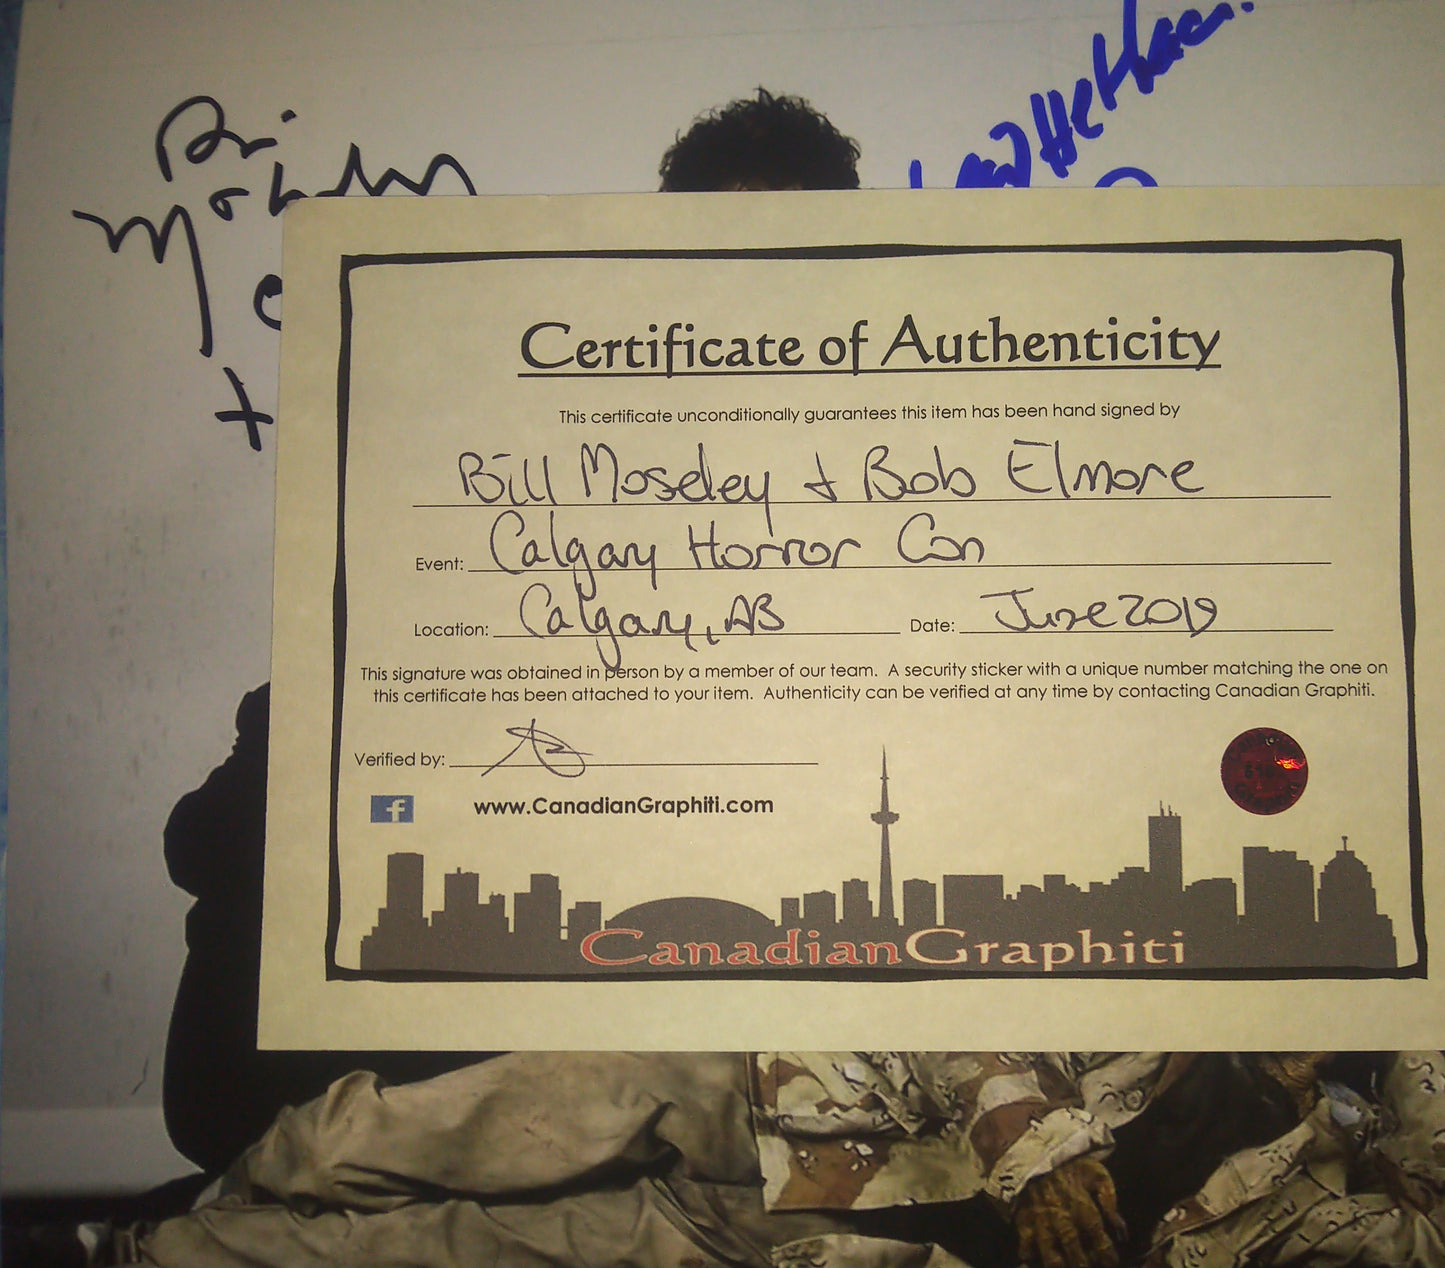 Bill
Moseley
+
LeatherHead
Certificate of Authenticity
This certificate unconditionally guarantees this item has been hand signed by
Bill Moseley & Bob Elmore
Event: Calgary Horror Con
Location: Calgary, AB Date: June 2019
This signature was obtained in person by a member of our team. A security sticker with a unique number matching the one on
this certificate has been attached to your item. Authenticity can be verified at any time by contacting Canadian Graphiti.
Verified by:
f www.CanadianGraphiti.com
CanadianGraphiti